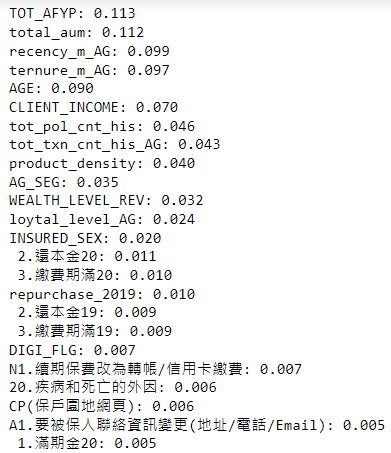 TOT_AFYP: 0.113
total_aum: 0.112
recency_m_AG: 0.099
ternure_m_AG: 0.097
AGE: 0.090
CLIENT_INCOME: 0.070
tot_pol_cnt_his: 0.046
tot_txn_cnt_his_AG: 0.043
product_density: 0.040
AG_SEG: 0.035
WEALTH_LEVEL_REV: 0.032
loytal_level_AG: 0.024
INSURED_SEX: 0.020
2.還本金20: 0.011
3.繳費期滿20: 0.010
repurchase_2019: 0.010
2.還本金19: 0.009
3.繳費期滿19: 0.009
DIGI_FLG: 0.007
N1.續期保費改為轉帳/信用卡繳費: 0.007
20.疾病和死亡的外因: 0.006
CP(保戶園地網頁): 0.006
A1.要被保人聯絡資訊變更(地址/電話/Email): 0.005
1.滿期金20: 0.005